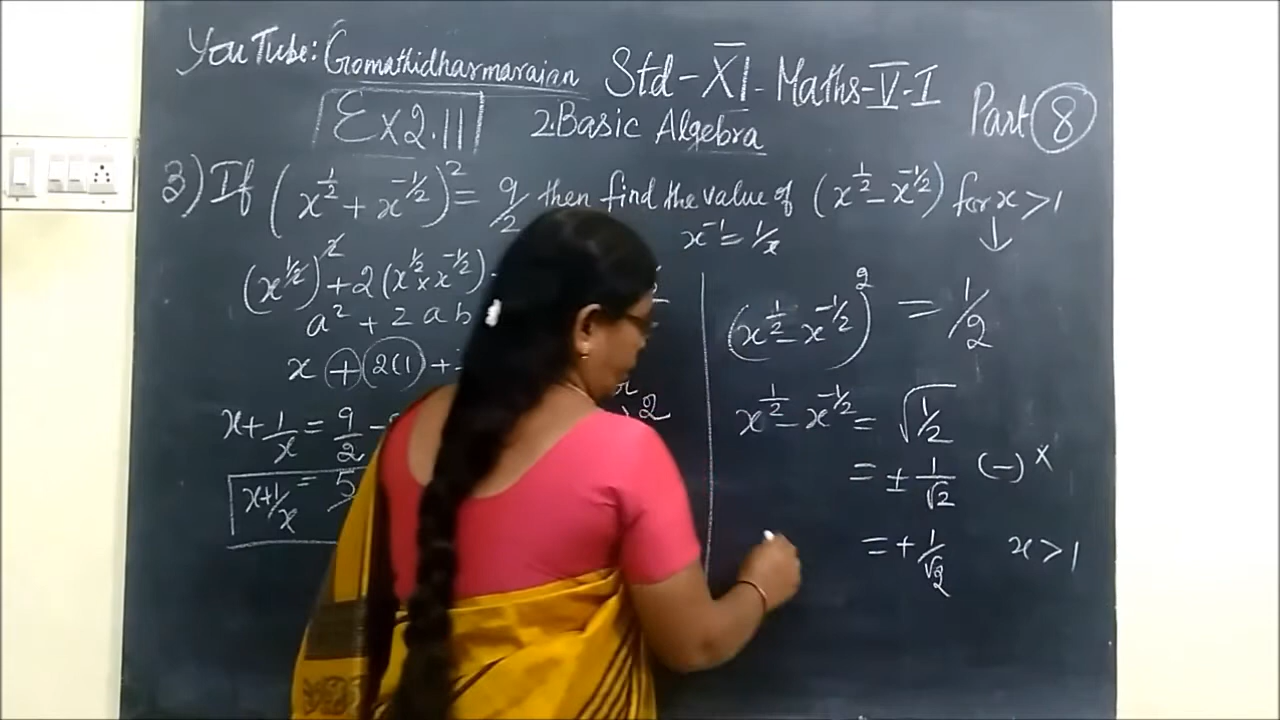 YouTube: Gomathidharmarajan Std-XI-Maths-V-I
Ex 2.11 2.Basic Algebra Part 8
3) If (x^{1/2} + x^{-1/2})^2 = 9/2 then find the value of (x^{1/2} - x^{-1/2}) for x > 1
x^{-1} = 1/x
(x^{1/2})^2 + 2(x^{1/2} × x^{-1/2})
a^2 + 2 a b
x + 2(1) +
x + 1/x = 9/2 -
x + 1/x = 5
(x^{1/2} - x^{-1/2})^2 = 1/2
x^{1/2} - x^{-1/2} = √1/2
= ± 1/√2 (-) x
= + 1/√2 x > 1